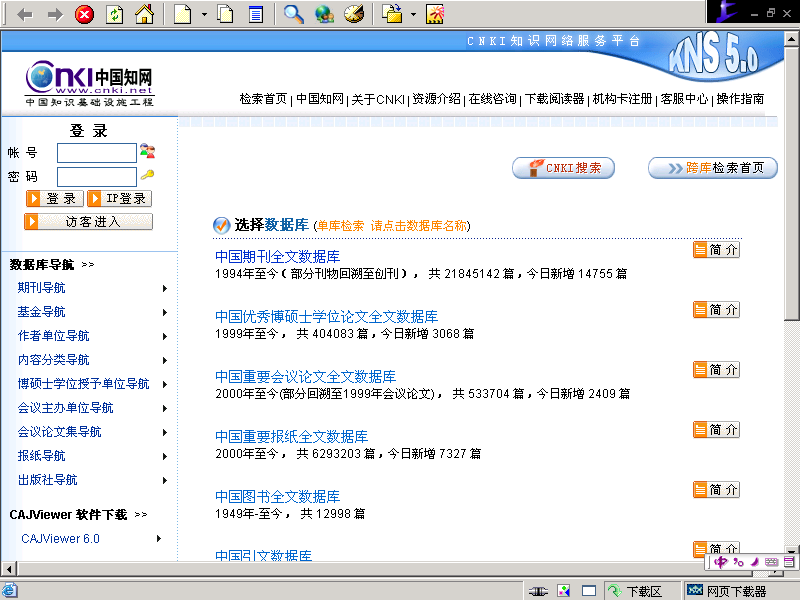 CNKI知识网络服务平台
KNS 5.0
Cnki中国知网
www.cnki.net
中国知识基础设施工程
检索首页 | 中国知网 | 关于CNKI | 资源介绍 | 在线咨询 | 下载阅读器 | 机构卡注册 | 客服中心 | 操作指南
登 录
帐 号
密 码
登 录
IP登录
访客进入
CNKI搜索
跨库检索首页
选择数据库 (单库检索 请点击数据库名称)
中国期刊全文数据库
简 介
1994年至今（部分刊物回溯至创刊）， 共 21845142 篇，今日新增 14755 篇
中国优秀博硕士学位论文全文数据库
简 介
1999年至今， 共 404083 篇，今日新增 3068 篇
中国重要会议论文全文数据库
简 介
2000年至今(部分回溯至1999年会议论文)， 共 533704 篇，今日新增 2409 篇
中国重要报纸全文数据库
简 介
2000年至今， 共 6293203 篇，今日新增 7327 篇
中国图书全文数据库
简 介
1949年-至今， 共 12998 篇
中国引文数据库
简 介
数据库导航 >>
期刊导航
基金导航
作者单位导航
内容分类导航
博硕士学位授予单位导航
会议主办单位导航
会议论文集导航
报纸导航
出版社导航
CAJViewer 软件下载 >>
CAJViewer 6.0
中
下载区
网页下载器